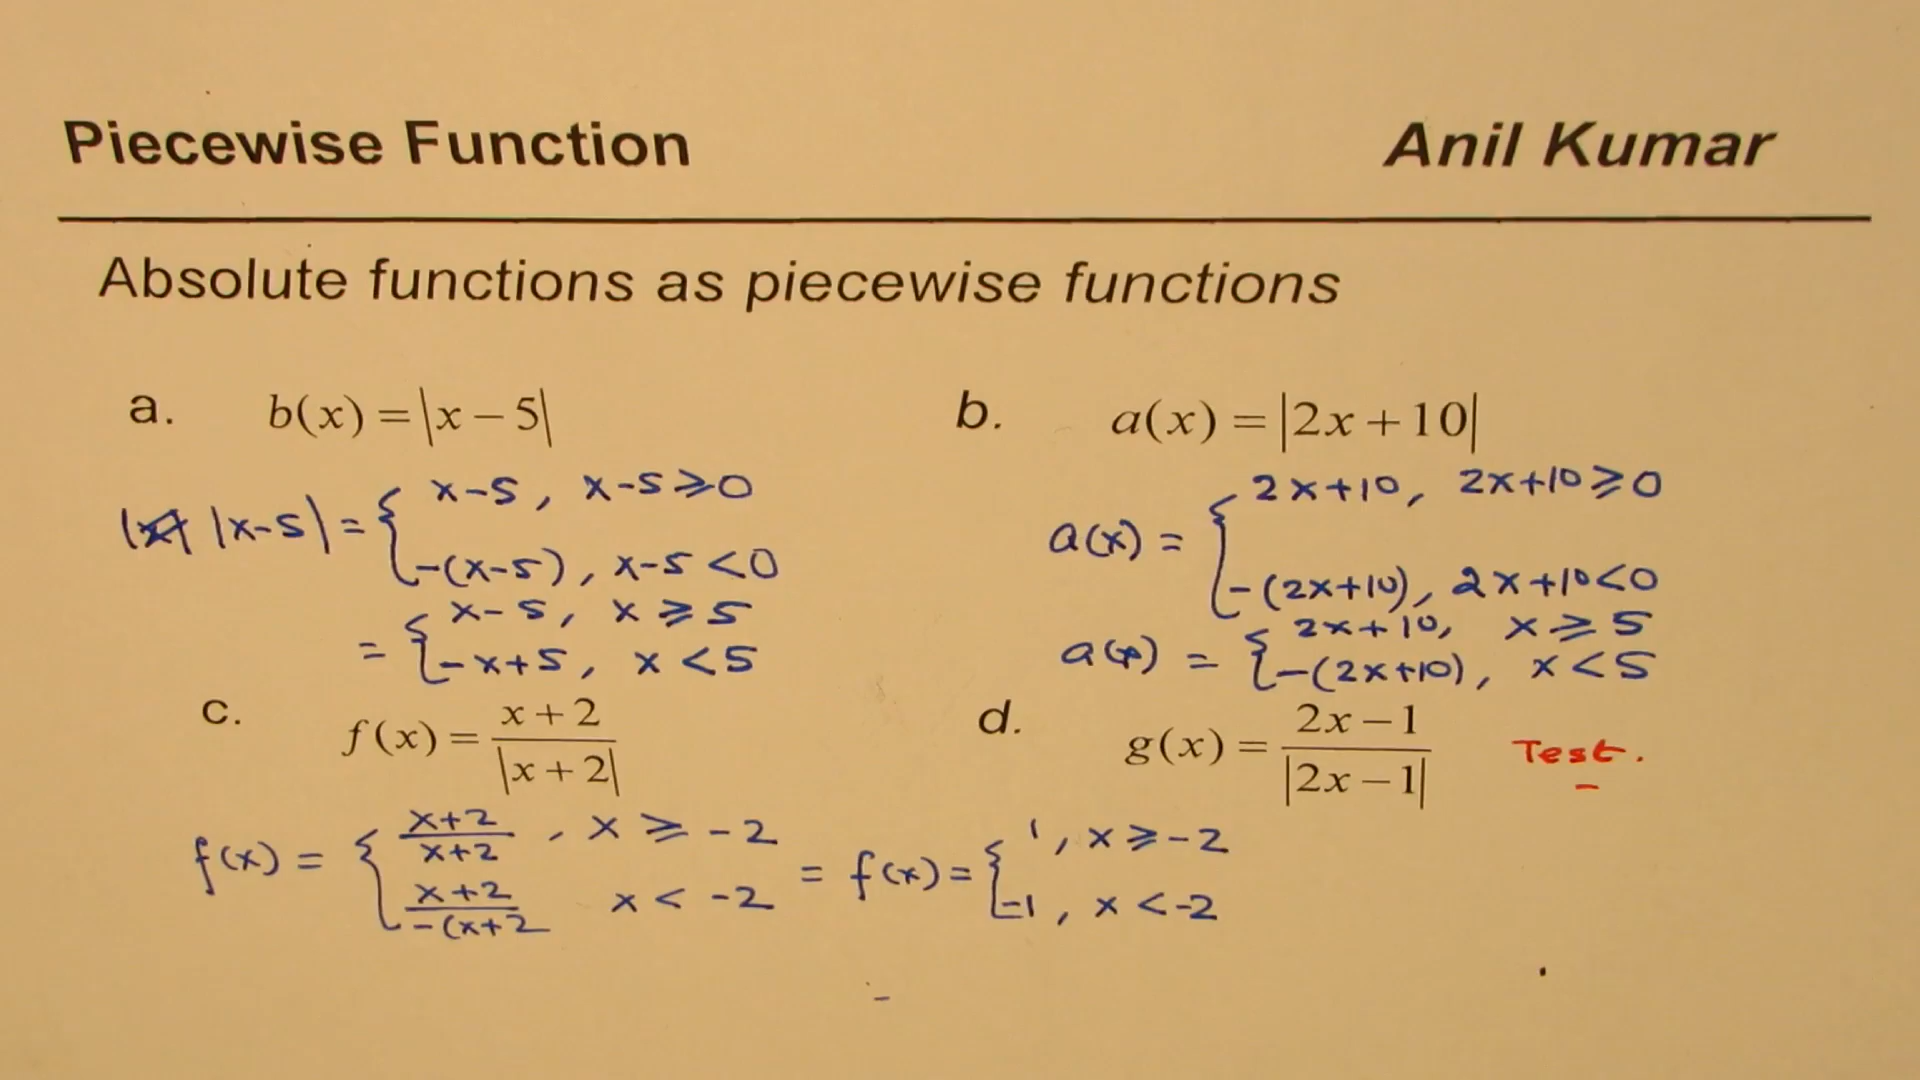 Piecewise Function Anil Kumar
Absolute functions as piecewise functions
a. b(x) = |x − 5|
|x-5| = { x-5, x-5 ≥ 0
-(x-5), x-5 < 0
= { x-5, x ≥ 5
-x+5, x < 5
b. a(x) = |2x + 10|
a(x) = { 2x+10, 2x+10 ≥ 0
-(2x+10), 2x+10 < 0
a(x) = { 2x+10, x ≥ 5
-(2x+10), x < 5
c. f(x) = x + 2 / |x + 2|
f(x) = { x+2 / x+2, x ≥ -2
x+2 / -(x+2 x < -2
= f(x) = { 1, x ≥ -2
-1, x < -2
d. g(x) = 2x − 1 / |2x − 1| Test.